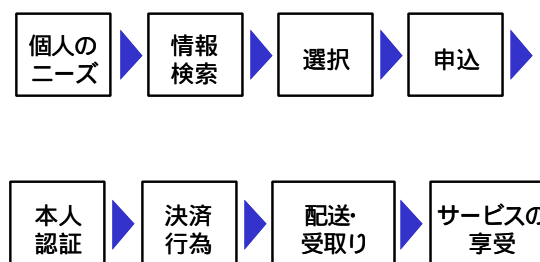 個人の
ニーズ
情報
検索
選択
申込
本人
認証
決済
行為
配送・
受取り
サービスの
享受